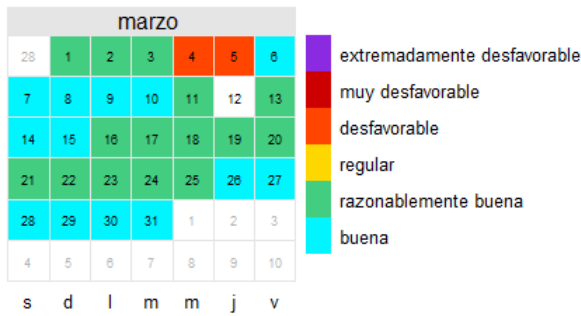 marzo
28 1 2 3 4 5 6
7 8 9 10 11 12 13
14 15 16 17 18 19 20
21 22 23 24 25 26 27
28 29 30 31 1 2 3
4 5 6 7 8 9 10
s d l m m j v
extremadamente desfavorable
muy desfavorable
desfavorable
regular
razonablemente buena
buena